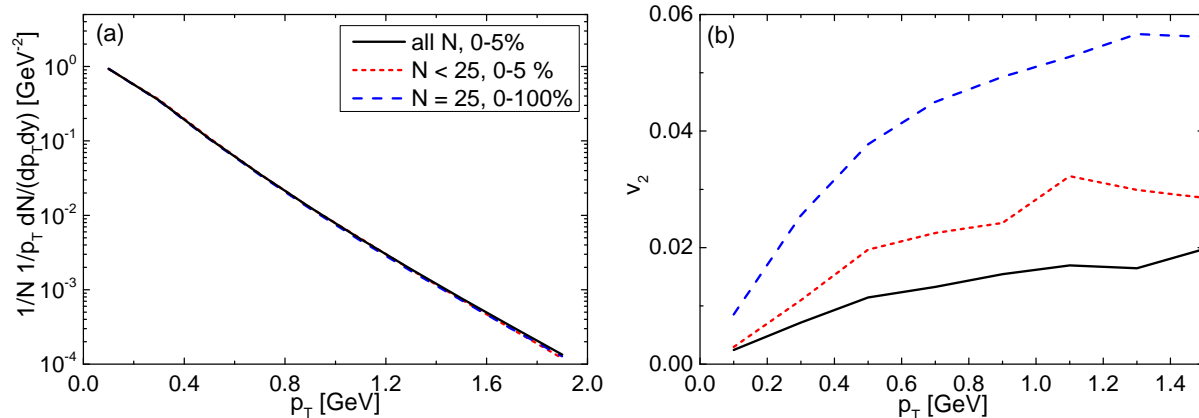 (a)
all N, 0-5%
N < 25, 0-5 %
N = 25, 0-100%
1/N 1/p_T dN/(dp_T dy) [GeV⁻²]
10⁰
10⁻¹
10⁻²
10⁻³
10⁻⁴
0.0 0.4 0.8 1.2 1.6 2.0
p_T [GeV]
(b)
v_2
0.06
0.04
0.02
0.00
0.0 0.2 0.4 0.6 0.8 1.0 1.2 1.4
p_T [GeV]